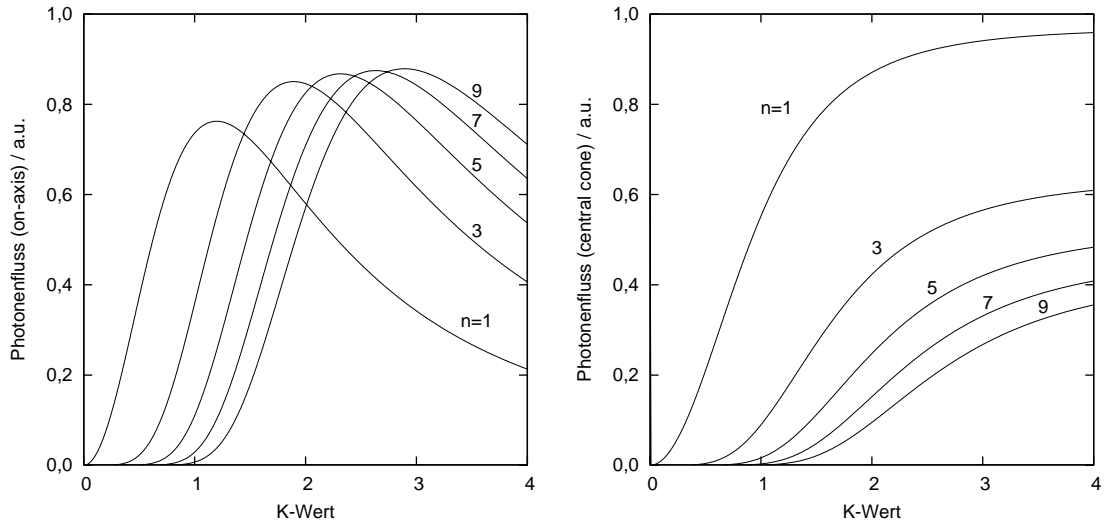 Photonenfluss (on-axis) / a.u.
1,0
0,8
0,6
0,4
0,2
0,0
9
7
5
3
n=1
0 1 2 3 4
K-Wert
Photonenfluss (central cone) / a.u.
1,0
0,8
0,6
0,4
0,2
0,0
n=1
3
5
7
9
0 1 2 3 4
K-Wert